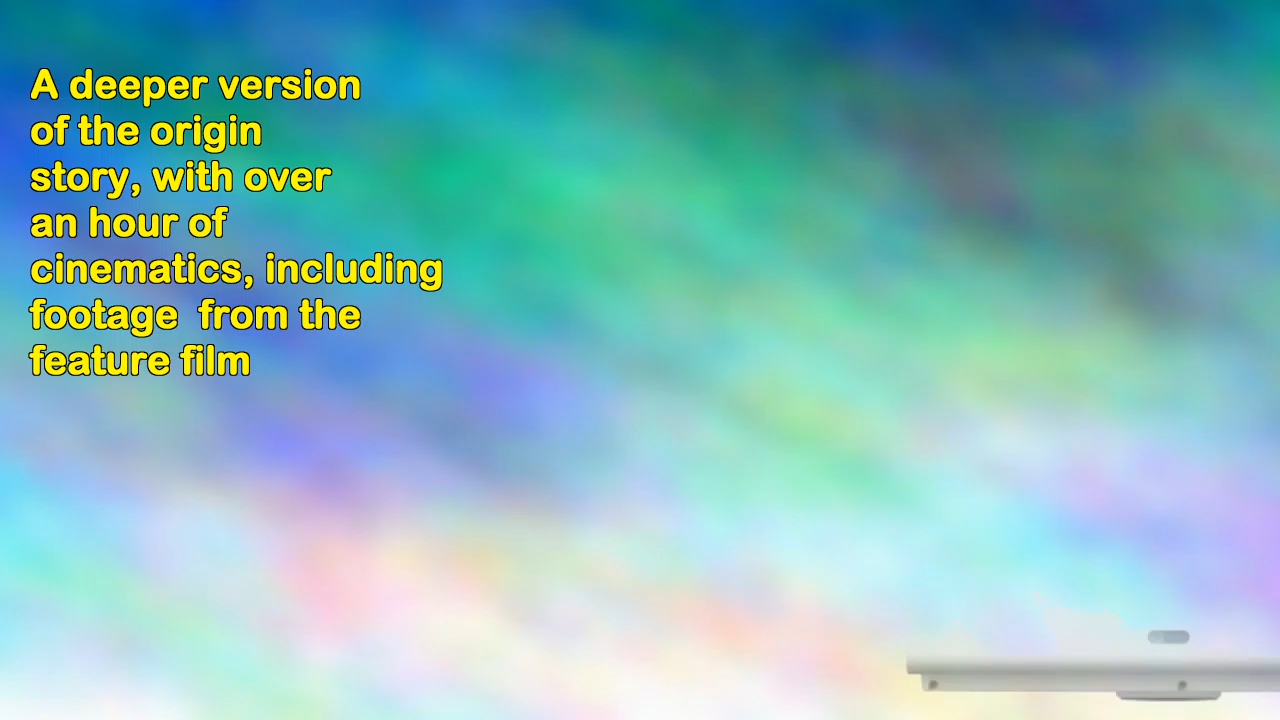 A deeper version
of the origin
story, with over
an hour of
cinematics, including
footage  from the
feature film